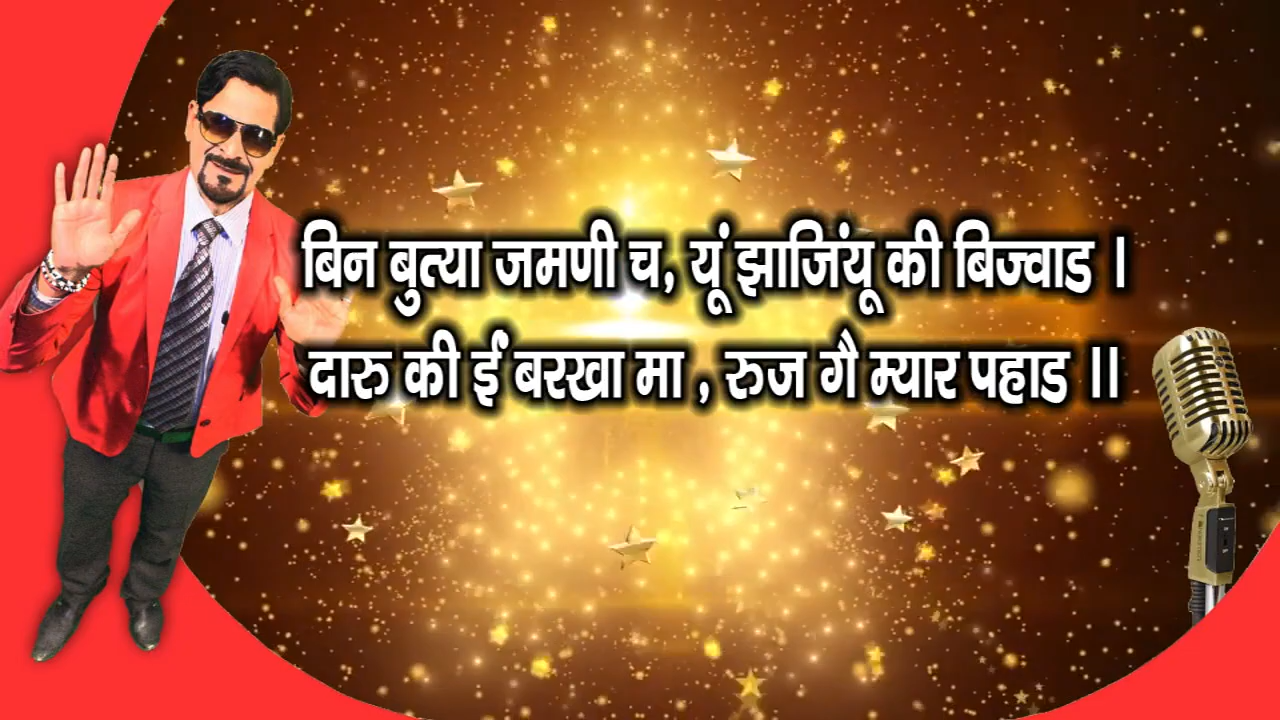 बिन बुत्या जमणी च, यूं झाजिंयू की बिज्वाड ।
दारु की ईं बरखा मा , रुज गै म्यार पहाड ।।